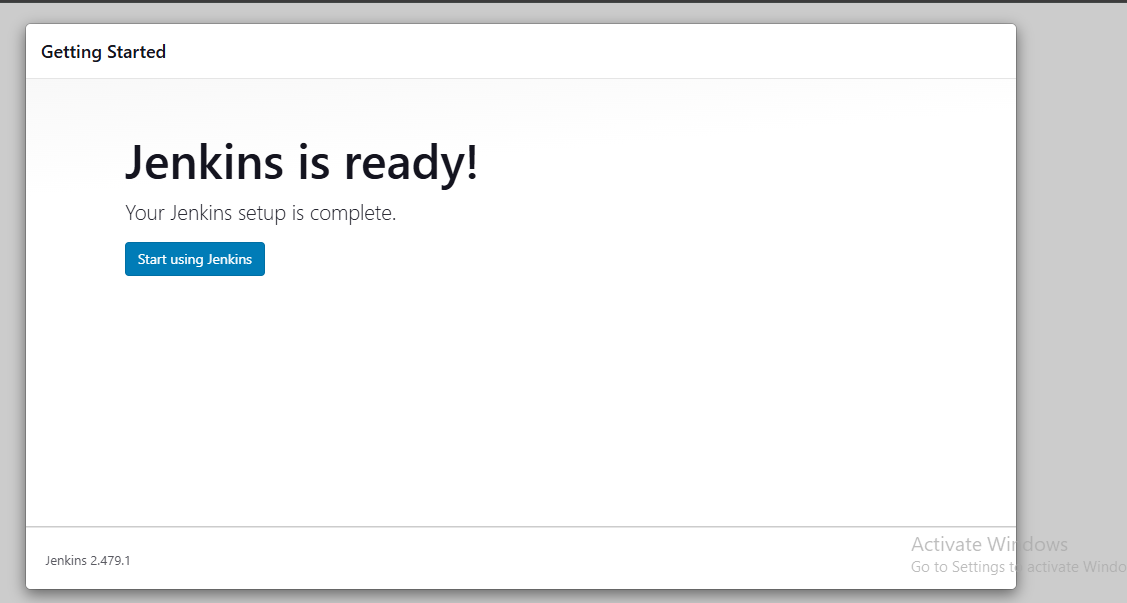 Getting Started
Jenkins is ready!
Your Jenkins setup is complete.
Start using Jenkins
Jenkins 2.479.1
Activate Windows
Go to Settings to activate Windo